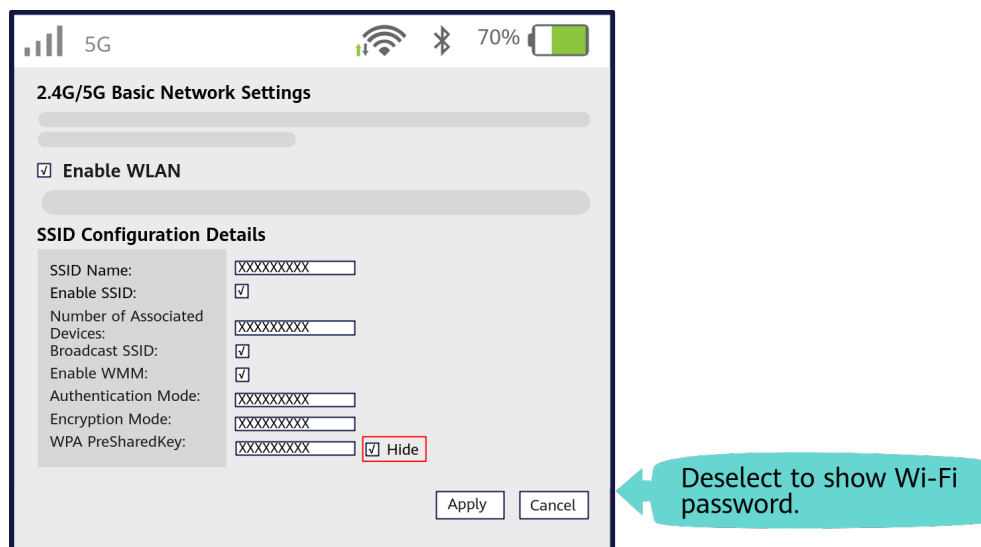 5G
70%
2.4G/5G Basic Network Settings
Enable WLAN
SSID Configuration Details
SSID Name: XXXXXXXXX
Enable SSID:
Number of Associated
Devices: XXXXXXXXX
Broadcast SSID:
Enable WMM:
Authentication Mode: XXXXXXXXX
Encryption Mode: XXXXXXXXX
WPA PreSharedKey: XXXXXXXXX Hide
Apply Cancel
Deselect to show Wi-Fi
password.